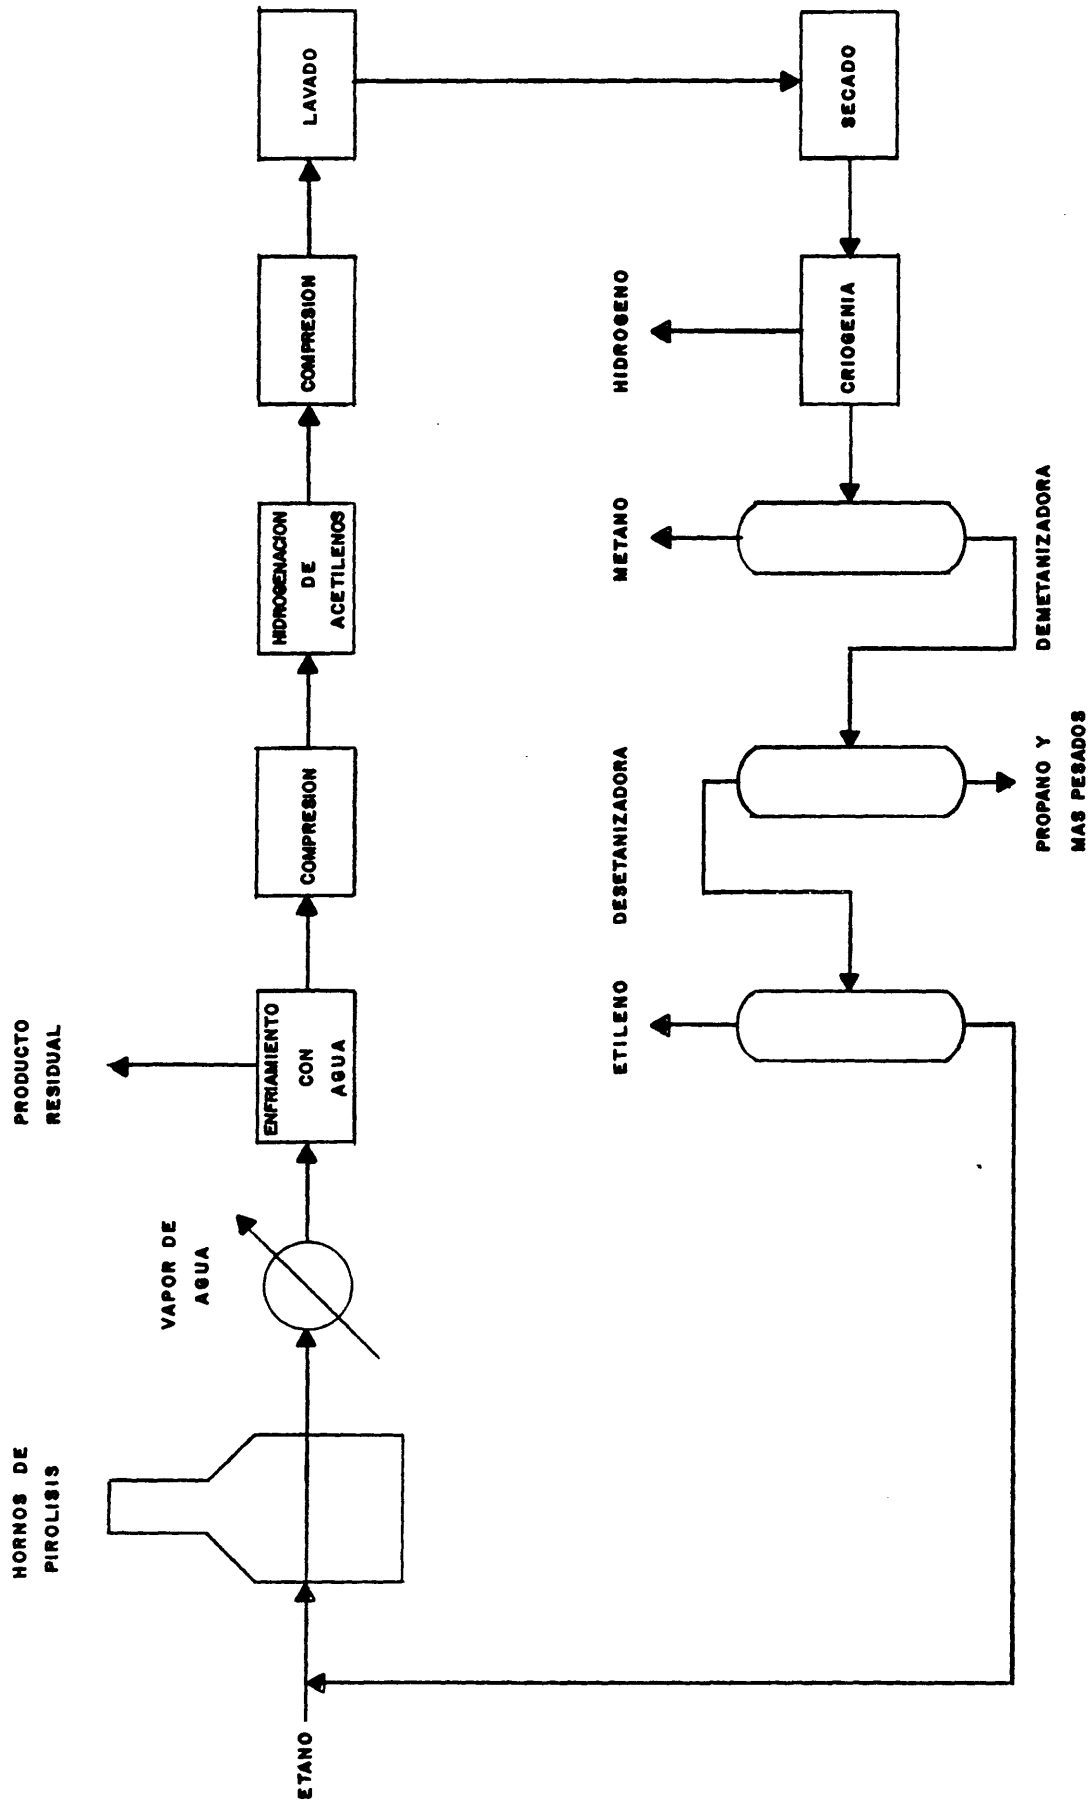 HORNOS DE
PIROLISIS
VAPOR DE
AGUA
PRODUCTO
RESIDUAL
ETANO
ENFRIAMIENTO
CON
AGUA
COMPRESION
HIDROGENACION
DE
ACETILENOS
COMPRESION
LAVADO
ETILENO
DESETANIZADORA
METANO
HIDROGENO
CRIOGENIA
SECADO
PROPANO Y
MAS PESADOS
DEMETANIZADORA